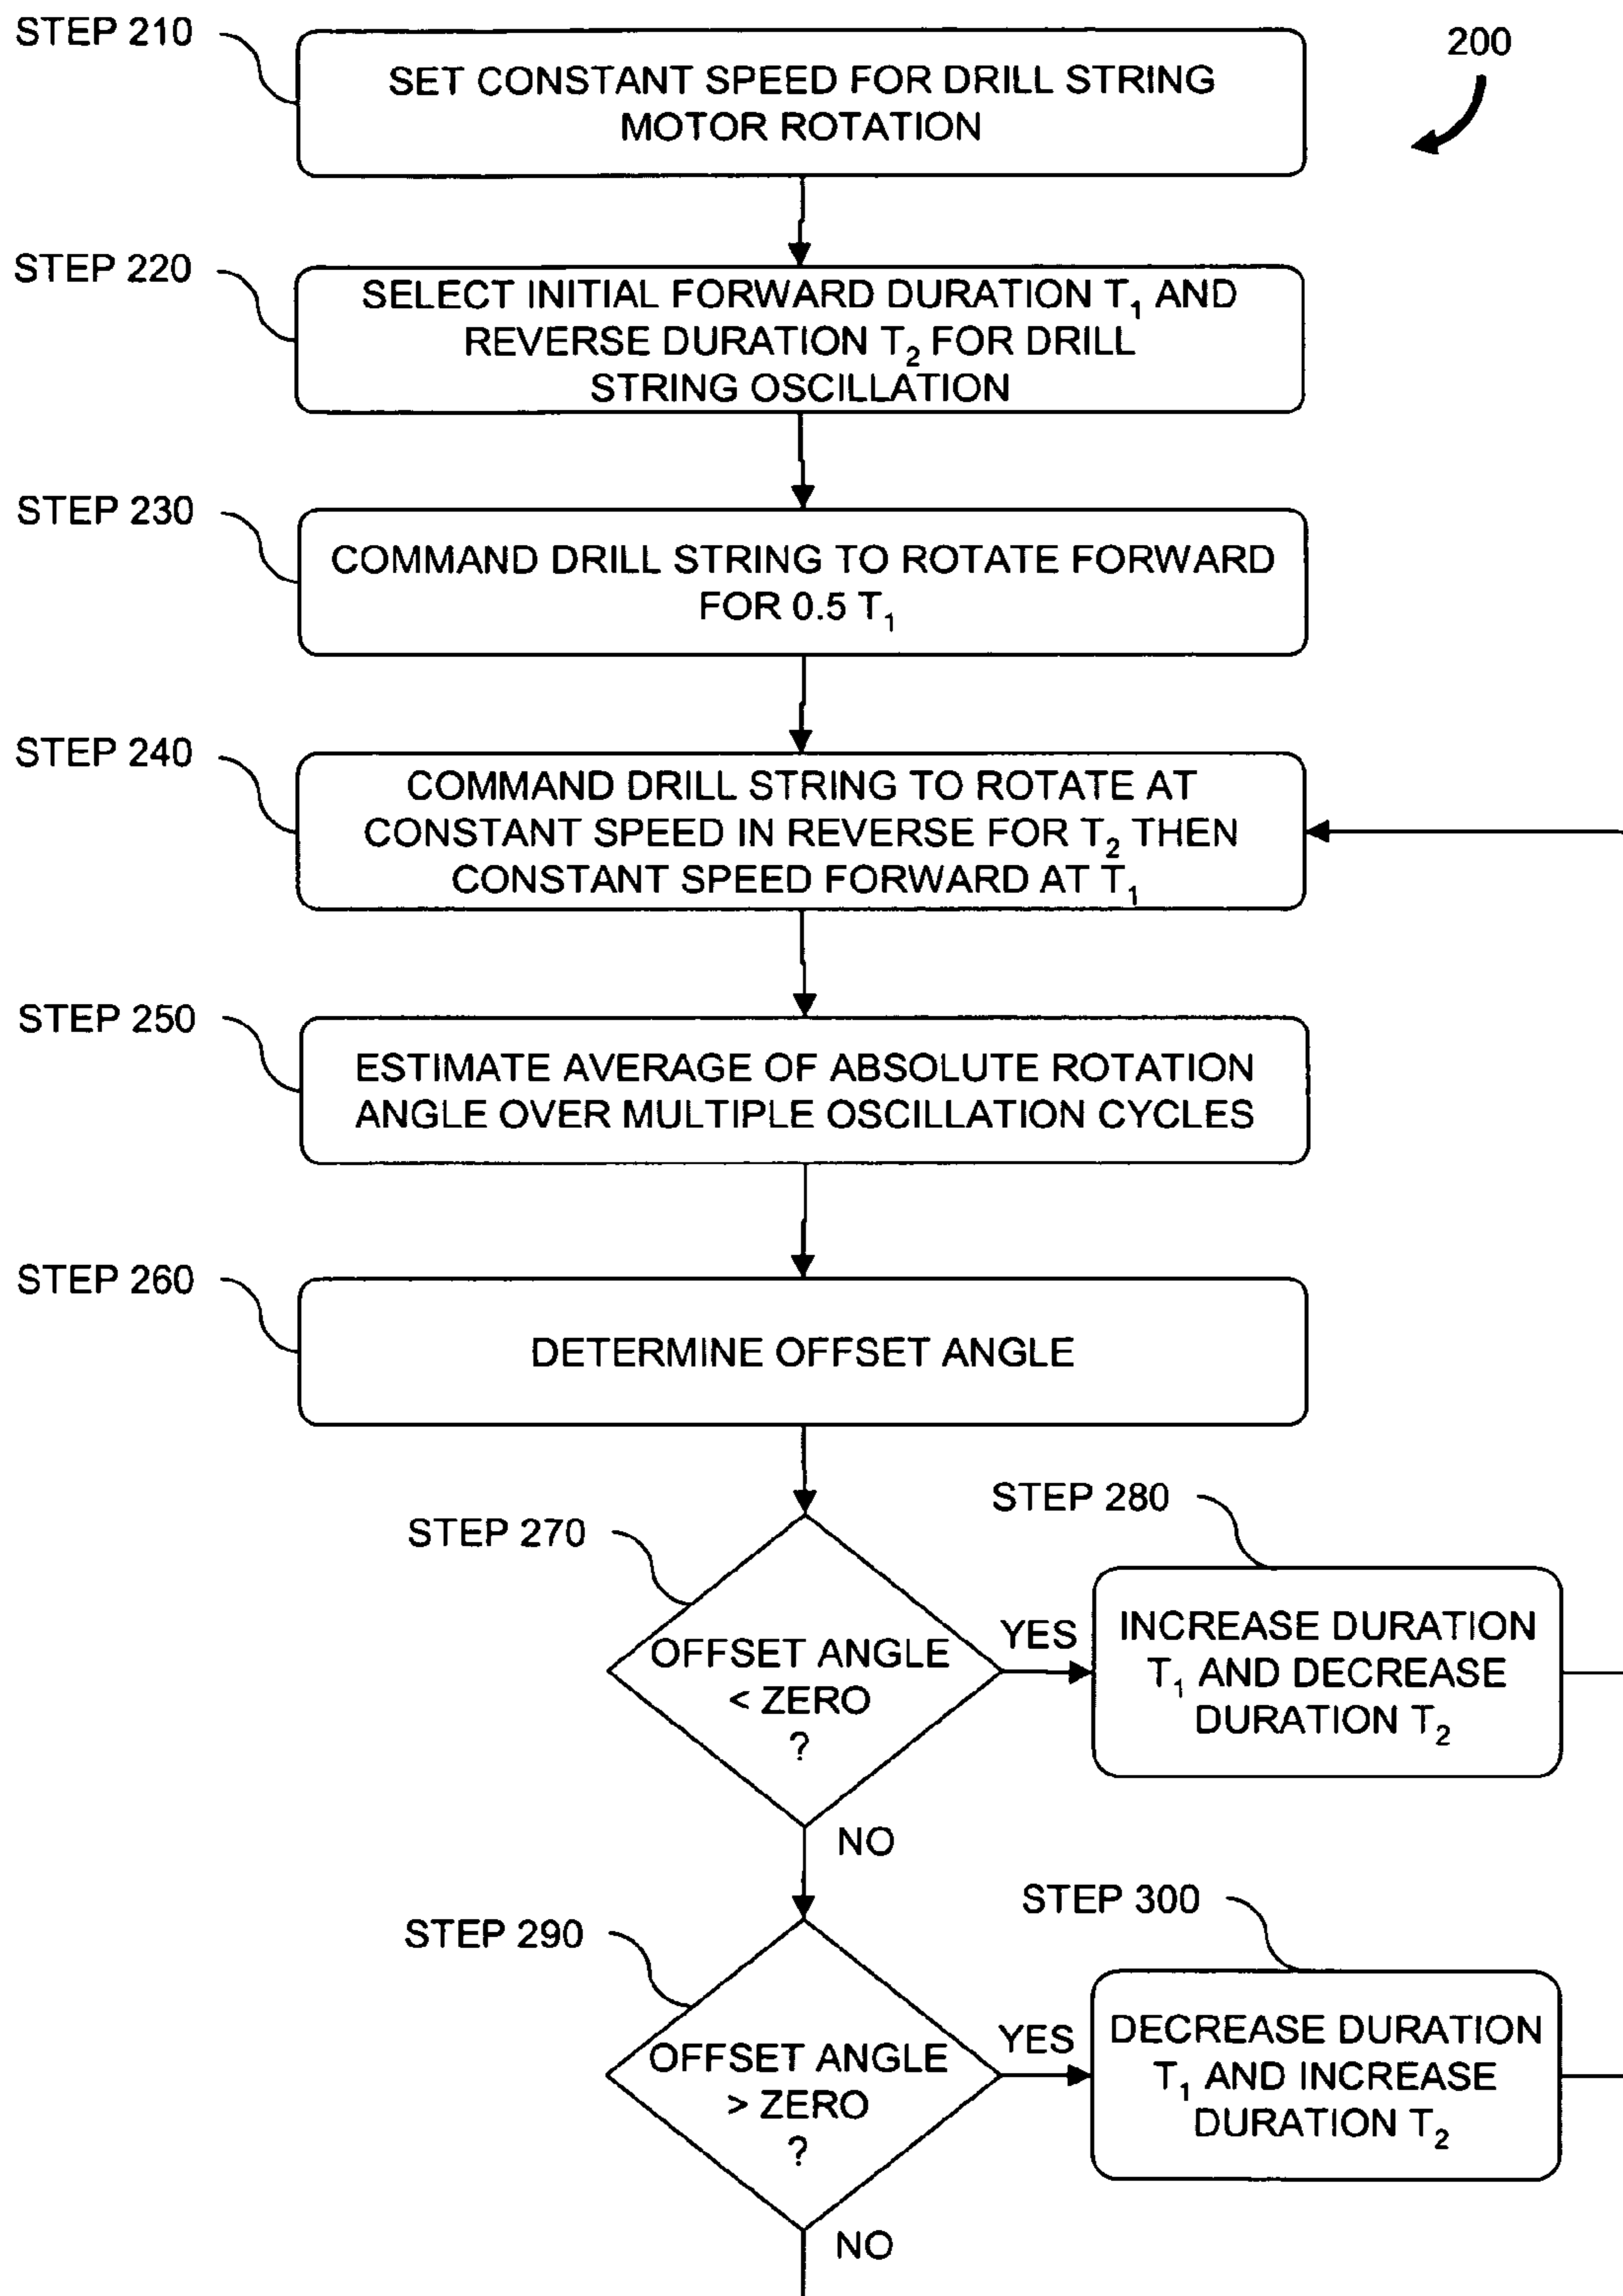 STEP 210
200
SET CONSTANT SPEED FOR DRILL STRING
MOTOR ROTATION
STEP 220
SELECT INITIAL FORWARD DURATION T₁ AND
REVERSE DURATION T₂ FOR DRILL
STRING OSCILLATION
STEP 230
COMMAND DRILL STRING TO ROTATE FORWARD
FOR 0.5 T₁
STEP 240
COMMAND DRILL STRING TO ROTATE AT
CONSTANT SPEED IN REVERSE FOR T₂ THEN
CONSTANT SPEED FORWARD AT T₁
STEP 250
ESTIMATE AVERAGE OF ABSOLUTE ROTATION
ANGLE OVER MULTIPLE OSCILLATION CYCLES
STEP 260
DETERMINE OFFSET ANGLE
STEP 270
OFFSET ANGLE
< ZERO
?
YES
NO
STEP 280
INCREASE DURATION
T₁ AND DECREASE
DURATION T₂
STEP 290
OFFSET ANGLE
> ZERO
?
YES
NO
STEP 300
DECREASE DURATION
T₁ AND INCREASE
DURATION T₂